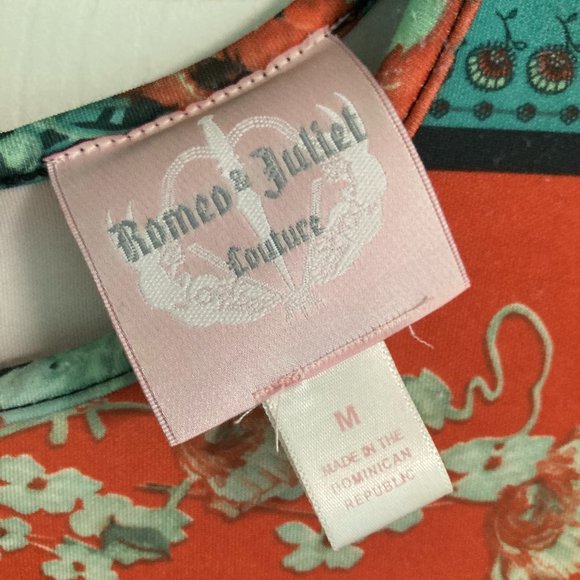 Romeo & Juliet
Couture
M
MADE IN THE
DOMINICAN
REPUBLIC